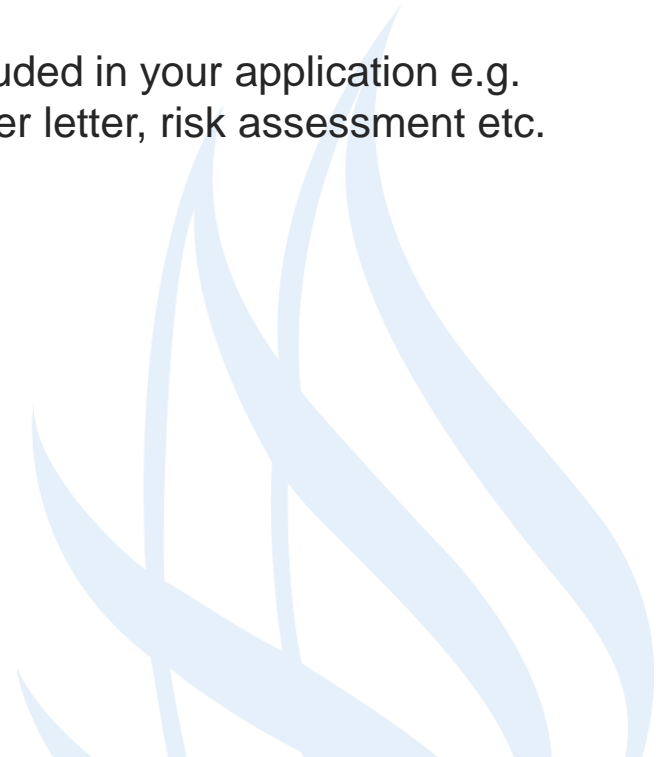 uded in your application e.g.
er letter, risk assessment etc.